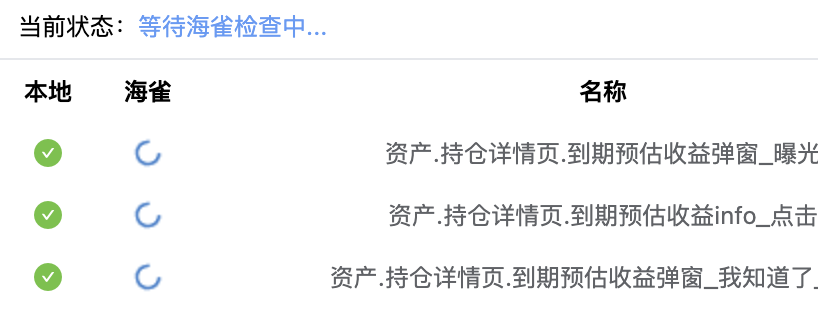 当前状态：等待海雀检查中...
本地 海雀 名称
资产.持仓详情页.到期预估收益弹窗_曝光
资产.持仓详情页.到期预估收益info_点击
资产.持仓详情页.到期预估收益弹窗_我知道了_